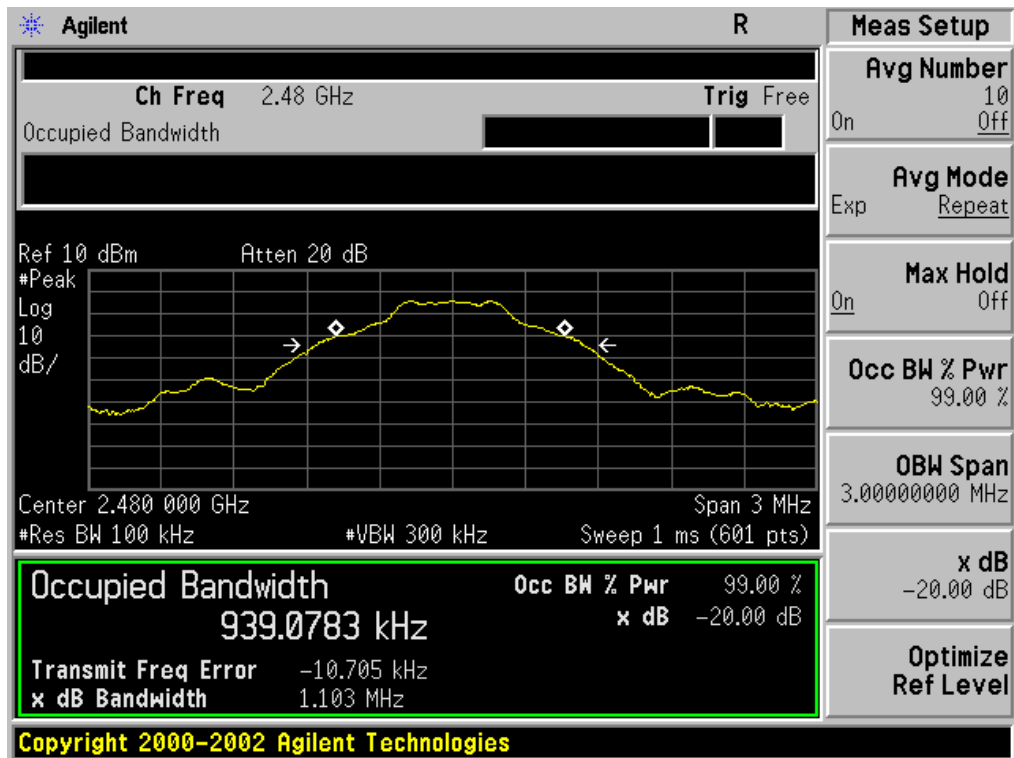 Agilent R Meas Setup
Ch Freq 2.48 GHz Trig Free
Occupied Bandwidth
Ref 10 dBm Atten 20 dB
#Peak
Log
10
dB/
Center 2.480 000 GHz Span 3 MHz
#Res BW 100 kHz #VBW 300 kHz Sweep 1 ms (601 pts)
Occupied Bandwidth Occ BW % Pwr 99.00 %
939.0783 kHz x dB -20.00 dB
Transmit Freq Error -10.705 kHz
x dB Bandwidth 1.103 MHz
Avg Number
10
On Off
Avg Mode
Exp Repeat
Max Hold
On Off
Occ BW % Pwr
99.00 %
OBW Span
3.00000000 MHz
x dB
-20.00 dB
Optimize
Ref Level
Copyright 2000-2002 Agilent Technologies